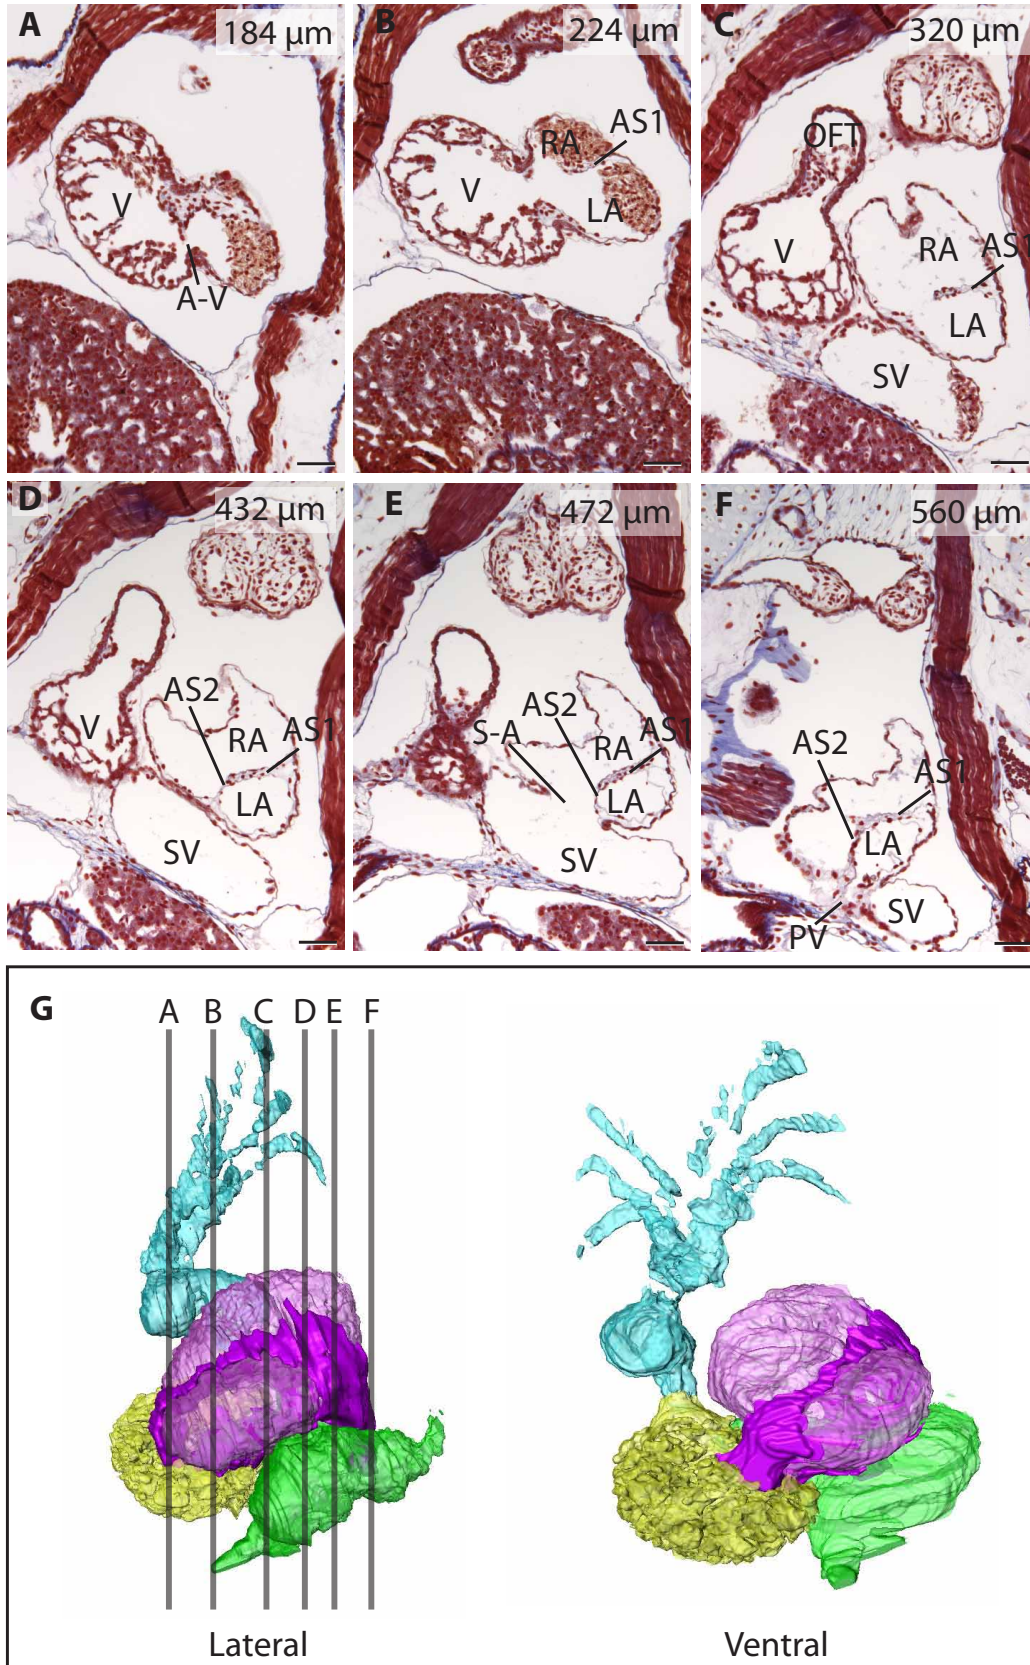 A
184 µm
V
A-V
B
224 µm
RA
AS1
V
LA
C
320 µm
OFT
RA
V
AS1
LA
SV
D
432 µm
AS2
V
RA
AS1
LA
SV
E
472 µm
AS2
S-A
RA
AS1
LA
SV
F
560 µm
AS2
AS1
LA
SV
PV
G
A B C D E F
Lateral
Ventral